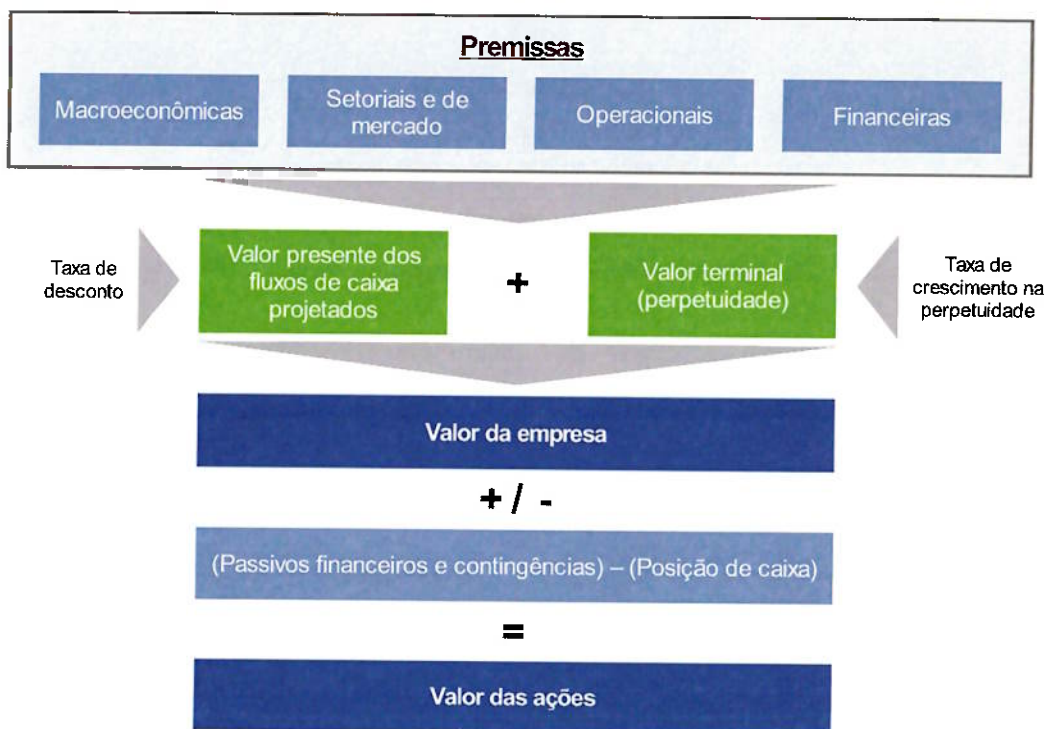 Premissas
Macroeconômicas
Setoriais e de
mercado
Operacionais
Financeiras
Taxa de
desconto
Valor presente dos
fluxos de caixa
projetados
+
Valor terminal
(perpetuidade)
Taxa de
crescimento na
perpetuidade
Valor da empresa
+ / -
(Passivos financeiros e contingências) – (Posição de caixa)
=
Valor das ações